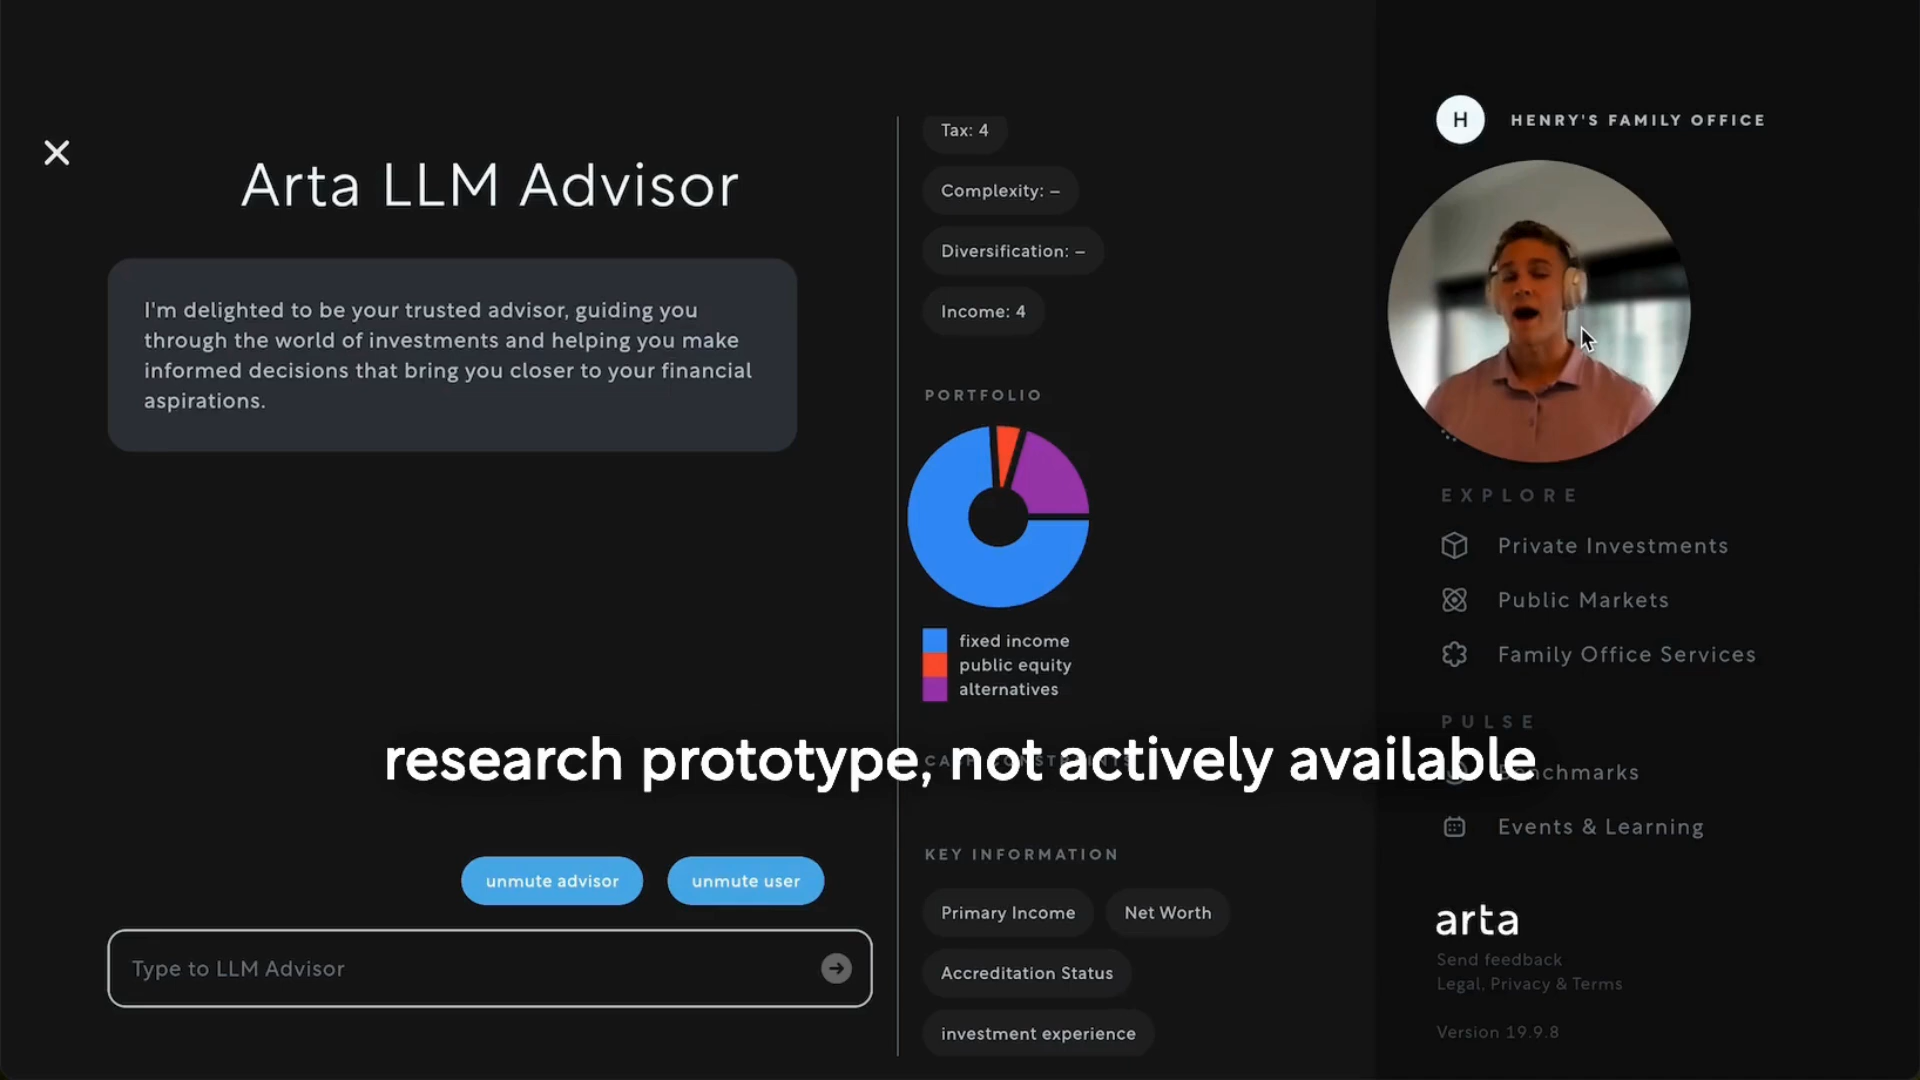 Arta LLM Advisor
I'm delighted to be your trusted advisor, guiding you
through the world of investments and helping you make
informed decisions that bring you closer to your financial
aspirations.
unmute advisor
unmute user
Type to LLM Advisor
Tax: 4
Complexity: –
Diversification: –
Income: 4
PORTFOLIO
fixed income
public equity
alternatives
research prototype, not actively available
KEY INFORMATION
Primary Income
Net Worth
Accreditation Status
investment experience
H
HENRY'S FAMILY OFFICE
EXPLORE
Private Investments
Public Markets
Family Office Services
PULSE
Benchmarks
Events & Learning
arta
Send feedback
Legal, Privacy & Terms
Version 19.9.8